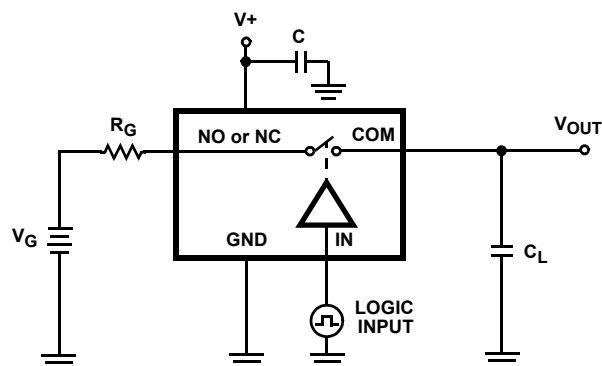 V+
C
RG
NO or NC
COM
VOUT
VG
GND
IN
CL
LOGIC
INPUT